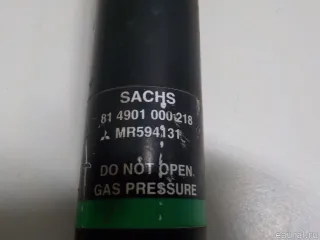 SACHS
81 4901 000 218
MR594131
DO NOT OPEN
GAS PRESSURE